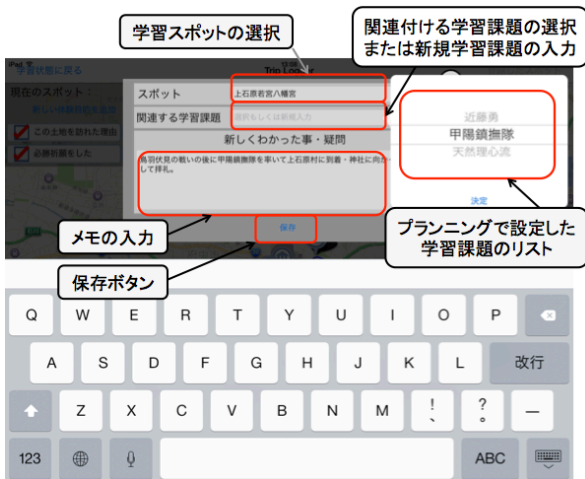 学習スポットの選択
関連付ける学習課題の選択
または新規学習課題の入力
iPad
学習状態に戻る
現在のスポット:
この土地を訪れた理由
必勝祈願をした
スポット
上石原若宮八幡宮
関連する学習課題
選択もしくは新規入力
新しくわかった事・疑問
鳥羽伏見の戦いの後に甲陽鎮撫隊を率いて上石原村に到着・神社に向か
して拝礼。
保存
近藤勇
甲陽鎮撫隊
天然理心流
決定
メモの入力
保存ボタン
プランニングで設定した
学習課題のリスト
Q W E R T Y U I O P
A S D F G H J K L 改行
Z X C V B N M ! 、 ? 。 ー
123 ABC